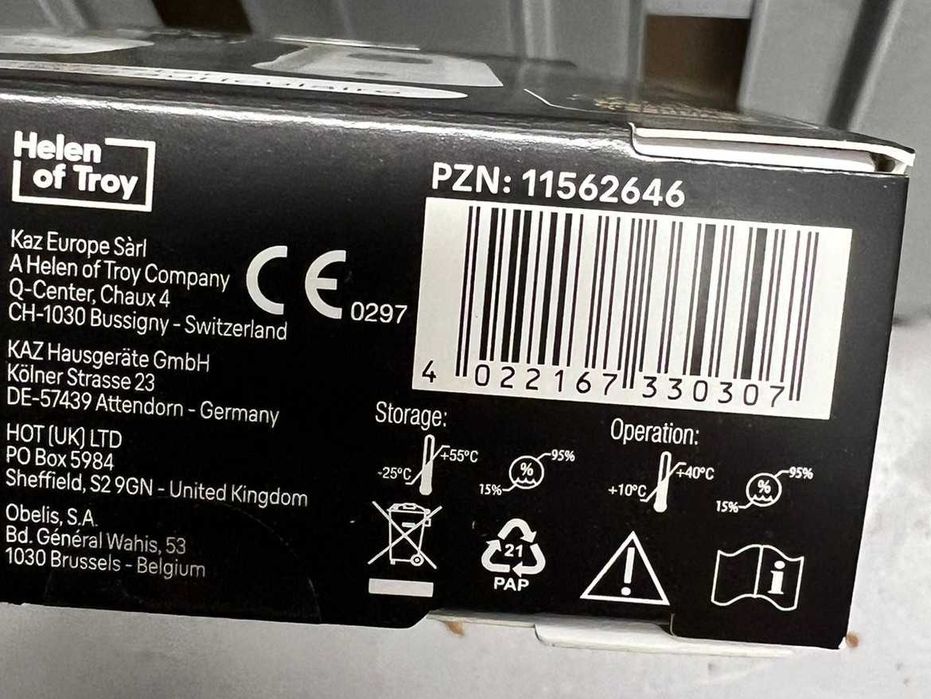 Helen
of Troy
Kaz Europe Sàrl
A Helen of Troy Company
Q-Center, Chaux 4
CH-1030 Bussigny - Switzerland
KAZ Hausgeräte GmbH
Kölner Strasse 23
DE-57439 Attendorn - Germany
HOT (UK) LTD
PO Box 5984
Sheffield, S2 9GN - United Kingdom
Obelis, S.A.
Bd. Général Wahis, 53
1030 Brussels - Belgium
CE 0297
PZN: 11562646
4 022167 330307
Storage:
-25°C +55°C
15% % 95%
Operation:
+10°C +40°C
15% % 95%
21
PAP
!
i